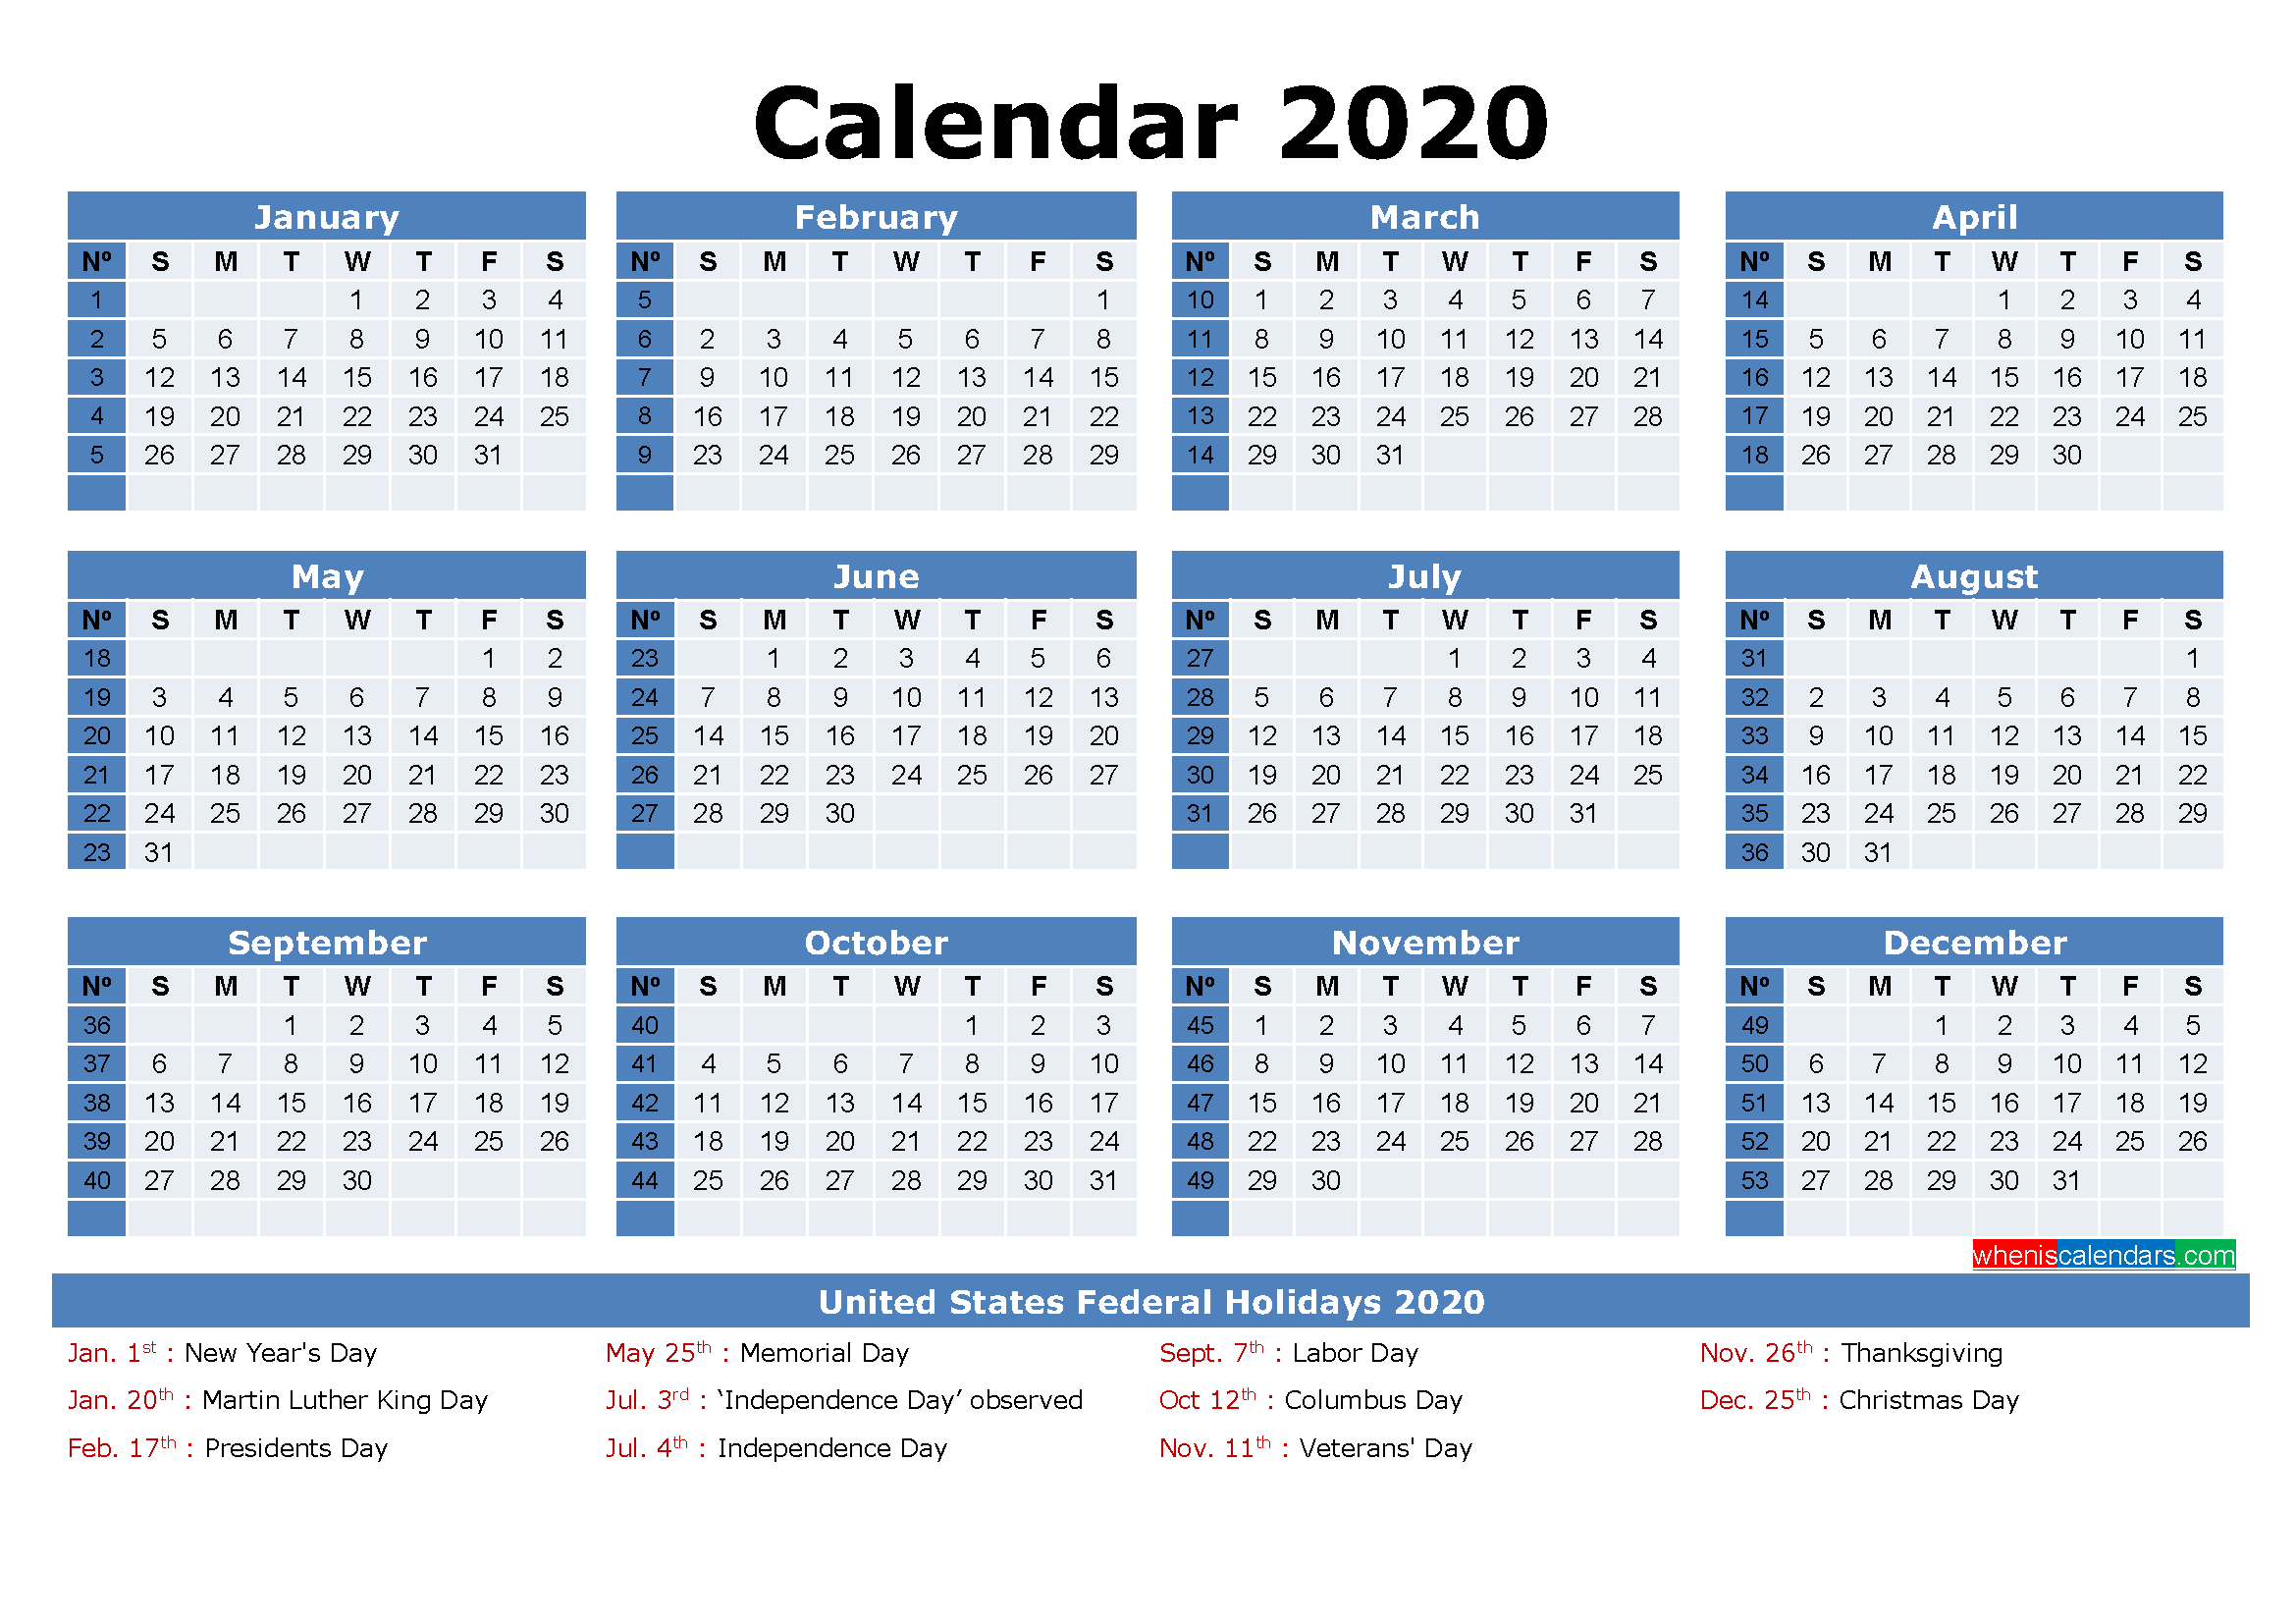 Calendar 2020
January
Nº S M T W T F S
1 1 2 3 4
2 5 6 7 8 9 10 11
3 12 13 14 15 16 17 18
4 19 20 21 22 23 24 25
5 26 27 28 29 30 31
February
Nº S M T W T F S
5 1
6 2 3 4 5 6 7 8
7 9 10 11 12 13 14 15
8 16 17 18 19 20 21 22
9 23 24 25 26 27 28 29
March
Nº S M T W T F S
10 1 2 3 4 5 6 7
11 8 9 10 11 12 13 14
12 15 16 17 18 19 20 21
13 22 23 24 25 26 27 28
14 29 30 31
April
Nº S M T W T F S
14 1 2 3 4
15 5 6 7 8 9 10 11
16 12 13 14 15 16 17 18
17 19 20 21 22 23 24 25
18 26 27 28 29 30
May
Nº S M T W T F S
18 1 2
19 3 4 5 6 7 8 9
20 10 11 12 13 14 15 16
21 17 18 19 20 21 22 23
22 24 25 26 27 28 29 30
23 31
June
Nº S M T W T F S
23 1 2 3 4 5 6
24 7 8 9 10 11 12 13
25 14 15 16 17 18 19 20
26 21 22 23 24 25 26 27
27 28 29 30
July
Nº S M T W T F S
27 1 2 3 4
28 5 6 7 8 9 10 11
29 12 13 14 15 16 17 18
30 19 20 21 22 23 24 25
31 26 27 28 29 30 31
August
Nº S M T W T F S
31 1
32 2 3 4 5 6 7 8
33 9 10 11 12 13 14 15
34 16 17 18 19 20 21 22
35 23 24 25 26 27 28 29
36 30 31
September
Nº S M T W T F S
36 1 2 3 4 5
37 6 7 8 9 10 11 12
38 13 14 15 16 17 18 19
39 20 21 22 23 24 25 26
40 27 28 29 30
October
Nº S M T W T F S
40 1 2 3
41 4 5 6 7 8 9 10
42 11 12 13 14 15 16 17
43 18 19 20 21 22 23 24
44 25 26 27 28 29 30 31
November
Nº S M T W T F S
45 1 2 3 4 5 6 7
46 8 9 10 11 12 13 14
47 15 16 17 18 19 20 21
48 22 23 24 25 26 27 28
49 29 30
December
Nº S M T W T F S
49 1 2 3 4 5
50 6 7 8 9 10 11 12
51 13 14 15 16 17 18 19
52 20 21 22 23 24 25 26
53 27 28 29 30 31
wheniscalendars.com
United States Federal Holidays 2020
Jan. 1st : New Year's Day
Jan. 20th : Martin Luther King Day
Feb. 17th : Presidents Day
May 25th : Memorial Day
Jul. 3rd : ‘Independence Day’ observed
Jul. 4th : Independence Day
Sept. 7th : Labor Day
Oct 12th : Columbus Day
Nov. 11th : Veterans' Day
Nov. 26th : Thanksgiving
Dec. 25th : Christmas Day